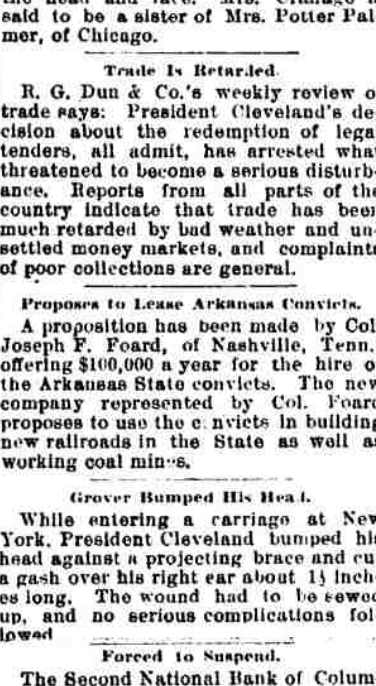 said to be a sister of Mrs. Potter Pal-
mer, of Chicago.
Trade Is Retarded.
R. G. Dun & Co.'s weekly review o
trade says: President Cleveland's de
cision about the redemption of lega
tenders, all admit, has arrested wha
threatened to become a serious disturb-
ance. Reports from all parts of the
country indicate that trade has been
much retarded by bad weather and un-
settled money markets, and complaints
of poor collections are general.
Proposes to Lease Arkansas Convicts.
A proposition has been made by Col.
Joseph F. Foard, of Nashville, Tenn.,
offering $100,000 a year for the hire o
the Arkansas State convicts. The new
company represented by Col. Foard
proposes to use the c nvicts in building
new railroads in the State as well as
working coal mines.
Grover Bumped His Head.
While entering a carriage at New
York, President Cleveland bumped his
head against a projecting brace and cut
a gash over his right ear about 1½ inch-
es long. The wound had to be sewed
up, and no serious complications fol-
lowed
Forced to Suspend.
The Second National Bank of Colum